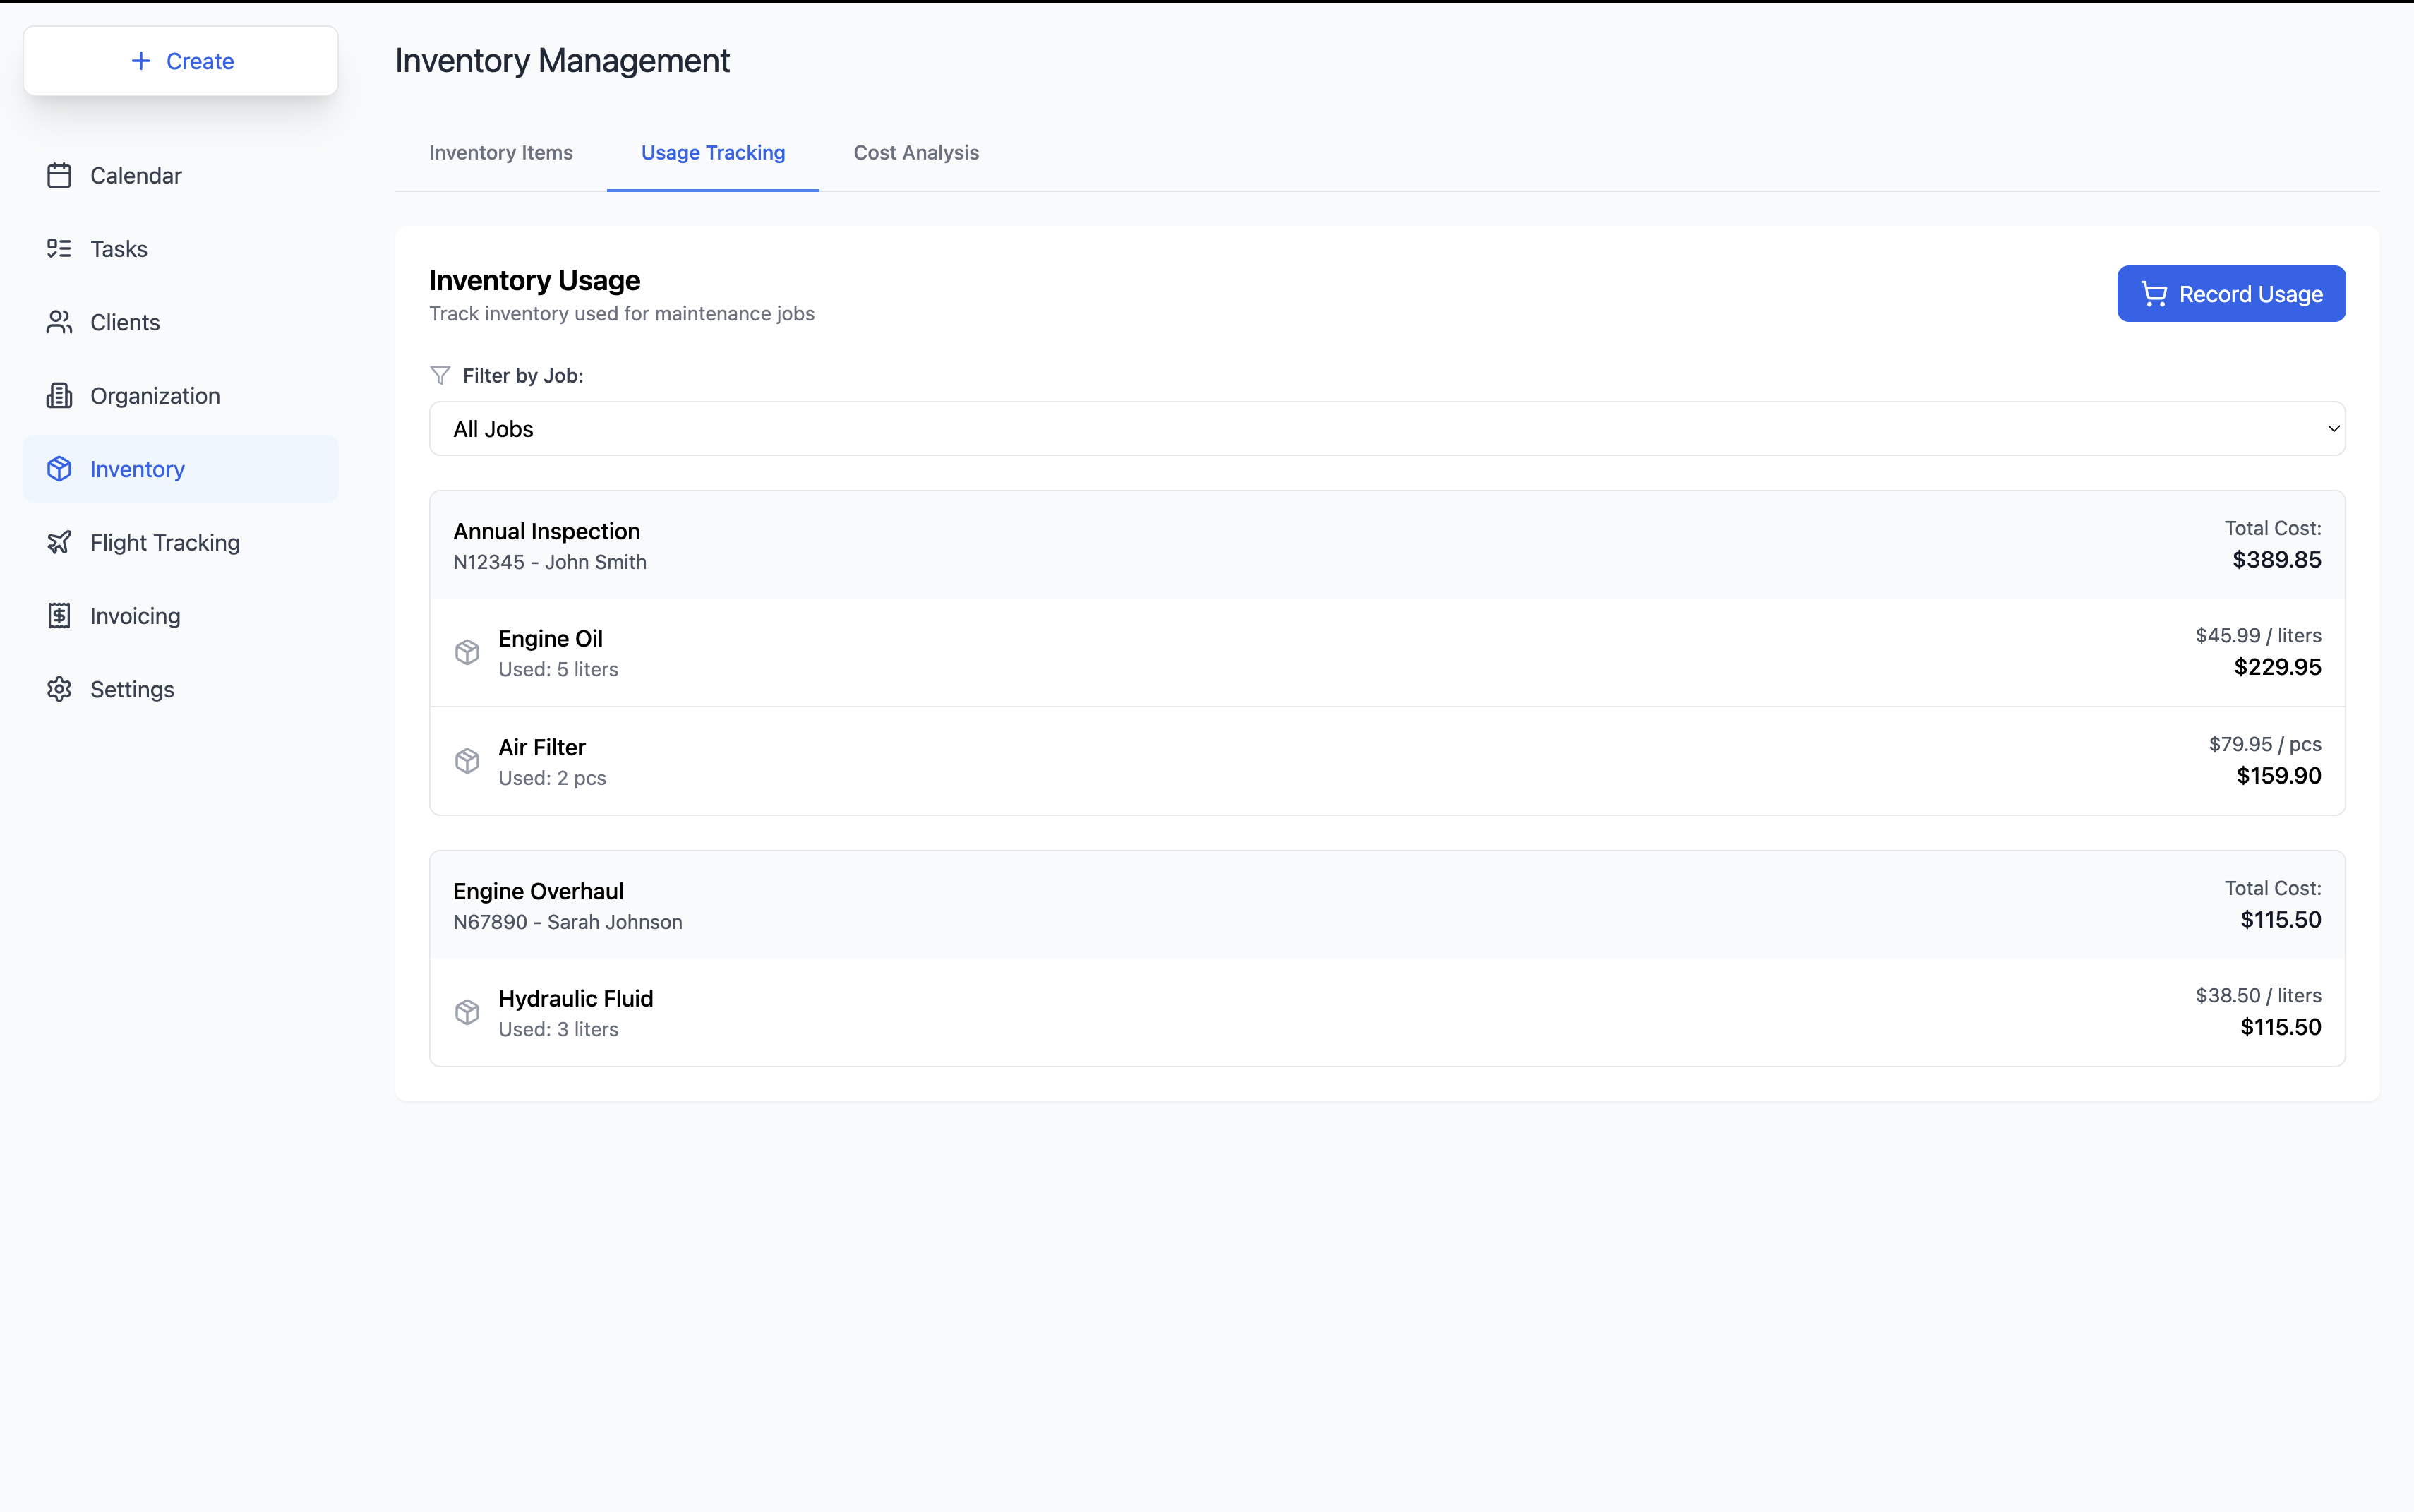 Create
Calendar
Tasks
Clients
Organization
Inventory
Flight Tracking
Invoicing
Settings
Inventory Management
Inventory Items
Usage Tracking
Cost Analysis
Inventory Usage
Track inventory used for maintenance jobs
Record Usage
Filter by Job:
All Jobs
Annual Inspection
N12345 - John Smith
Total Cost:
$389.85
Engine Oil
Used: 5 liters
$45.99 / liters
$229.95
Air Filter
Used: 2 pcs
$79.95 / pcs
$159.90
Engine Overhaul
N67890 - Sarah Johnson
Total Cost:
$115.50
Hydraulic Fluid
Used: 3 liters
$38.50 / liters
$115.50